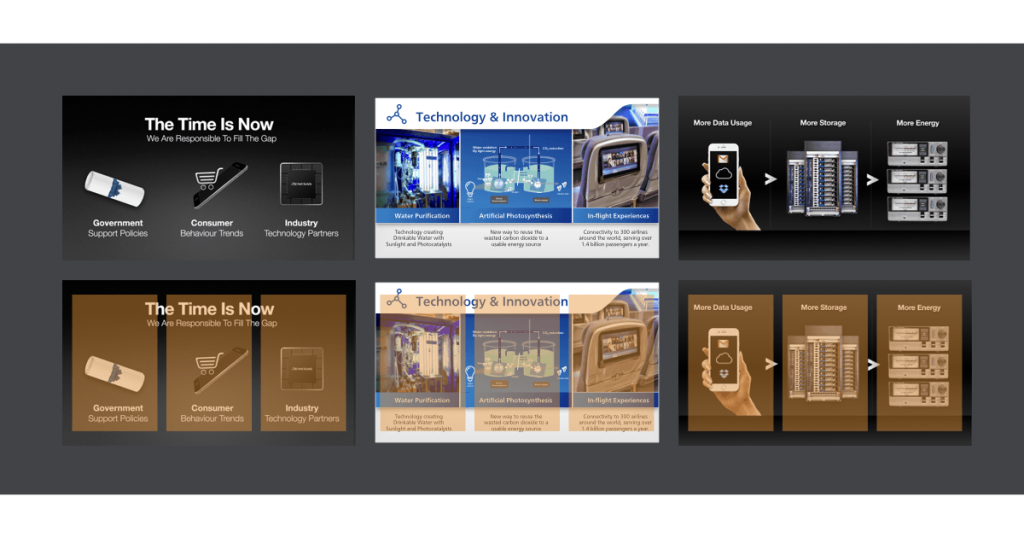 The Time Is Now
We Are Responsible To Fill The Gap
Government
Support Policies
Consumer
Behaviour Trends
Industry
Technology Partners
Technology & Innovation
Water oxidation
by light energy
CO₂ reduction
Water Purification
Artificial Photosynthesis
In-flight Experiences
Technology creating
Drinkable Water with
Sunlight and Photocatalysts
New way to reuse the
wasted carbon dioxide to a
usable energy source
Connectivity to 300 airlines
around the world, serving over
1.4 billion passengers a year.
More Data Usage
More Storage
More Energy
The Time Is Now
We Are Responsible To Fill The Gap
Government
Support Policies
Consumer
Behaviour Trends
Industry
Technology Partners
Technology & Innovation
Water Purification
Artificial Photosynthesis
In-flight Experiences
Technology creating
Drinkable Water with
Sunlight and Photocatalysts
New way to reuse the
wasted carbon dioxide to a
usable energy source
Connectivity to 300 airlines
around the world, serving over
1.4 billion passengers a year.
More Data Usage
More Storage
More Energy